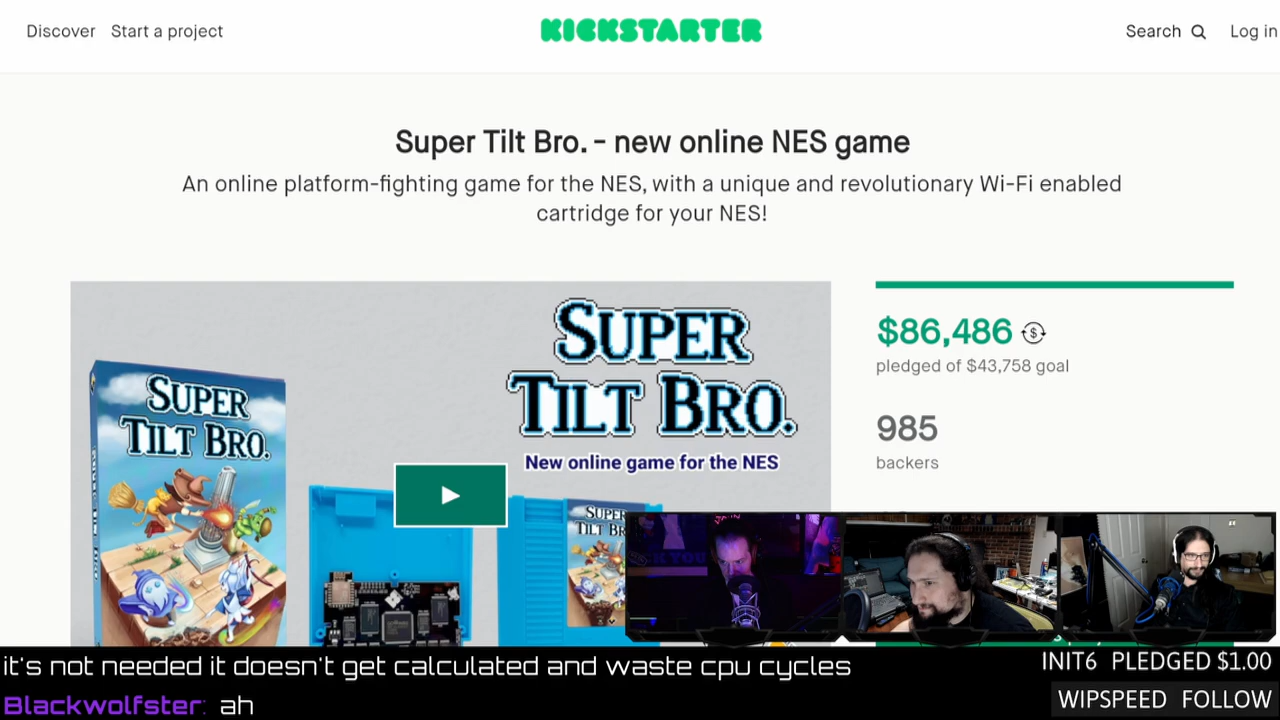 Discover Start a project KICKSTARTER Search Log in
Super Tilt Bro. - new online NES game
An online platform-fighting game for the NES, with a unique and revolutionary Wi-Fi enabled
cartridge for your NES!
SUPER
TILT BRO.
New online game for the NES
SUPER
TILT BRO.
$86,486
pledged of $43,758 goal
985
backers
it's not needed it doesn't get calculated and waste cpu cycles
Blackwolfster: ah
INIT6 PLEDGED $1.00
WIPSPEED FOLLOW